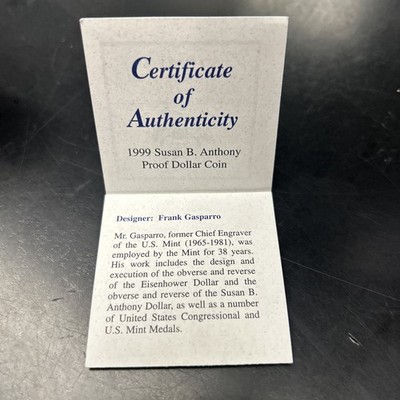 Certificate
of
Authenticity
1999 Susan B. Anthony
Proof Dollar Coin
Designer: Frank Gasparro
Mr. Gasparro, former Chief Engraver
of the U.S. Mint (1965-1981), was
employed by the Mint for 38 years.
His work includes the design and
execution of the obverse and reverse
of the Eisenhower Dollar and the
obverse and reverse of the Susan B.
Anthony Dollar, as well as a number
of United States Congressional and
U.S. Mint Medals.